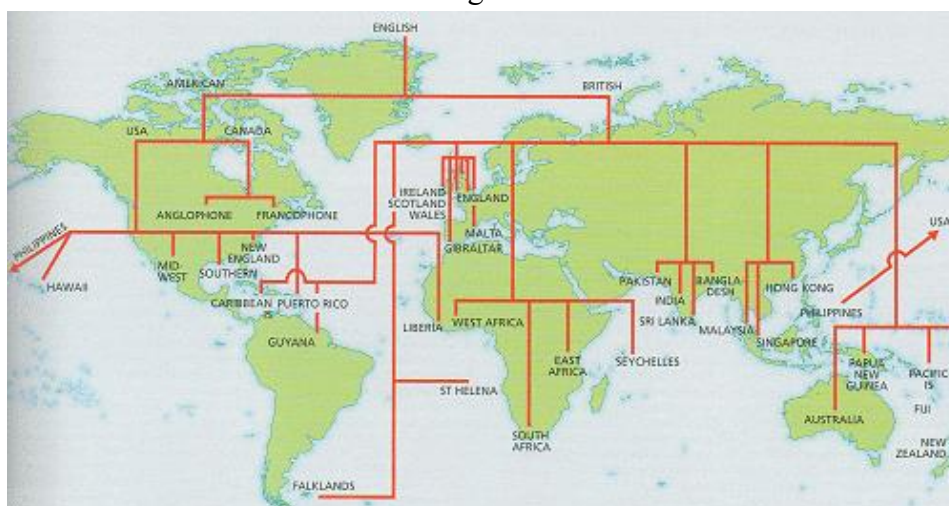 ENGLISH
AMERICAN
BRITISH
USA
CANADA
ANGLOPHONE
FRANCOPHONE
IRELAND
SCOTLAND
WALES
ENGLAND
MALTA
GIBRALTAR
PHILIPPINES
HAWAII
MID-
WEST
SOUTHERN
NEW
ENGLAND
CARIBBEAN
IS
PUERTO RICO
GUYANA
LIBERIA
WEST AFRICA
EAST
AFRICA
SEYCHELLES
ST HELENA
SOUTH
AFRICA
FALKLANDS
PAKISTAN
INDIA
SRI LANKA
BANGLA-
DESH
MALAYSIA
SINGAPORE
HONG KONG
PHILIPPINES
USA
AUSTRALIA
PAPUA
NEW
GUINEA
PACIFIC
IS
FIJI
NEW
ZEALAND